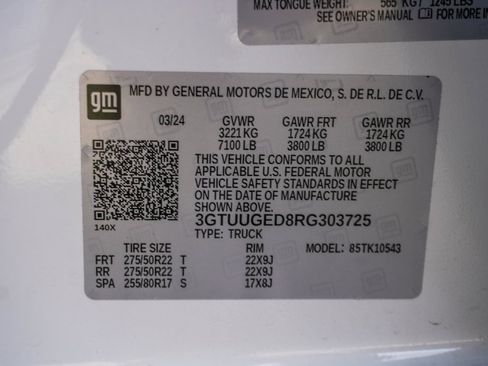 MAX TONGUE WEIGHT: 565 KG 1245 LBS
SEE OWNER'S MANUAL FOR MORE IN
gm
MFD BY GENERAL MOTORS DE MEXICO, S. DE R.L. DE C.V.
03/24 GVWR GAWR FRT GAWR RR
3221 KG 1724 KG 1724 KG
7100 LB 3800 LB 3800 LB
THIS VEHICLE CONFORMS TO ALL
APPLICABLE U.S. FEDERAL MOTOR
VEHICLE SAFETY STANDARDS IN EFFECT
ON THE DATE OF MANUFACTURE
SHOWN ABOVE.
3GTUUGED8RG303725
140X TYPE: TRUCK
TIRE SIZE RIM MODEL: 85TK10543
FRT 275/50R22 T 22X9J
RR 275/50R22 T 22X9J
SPA 255/80R17 S 17X8J